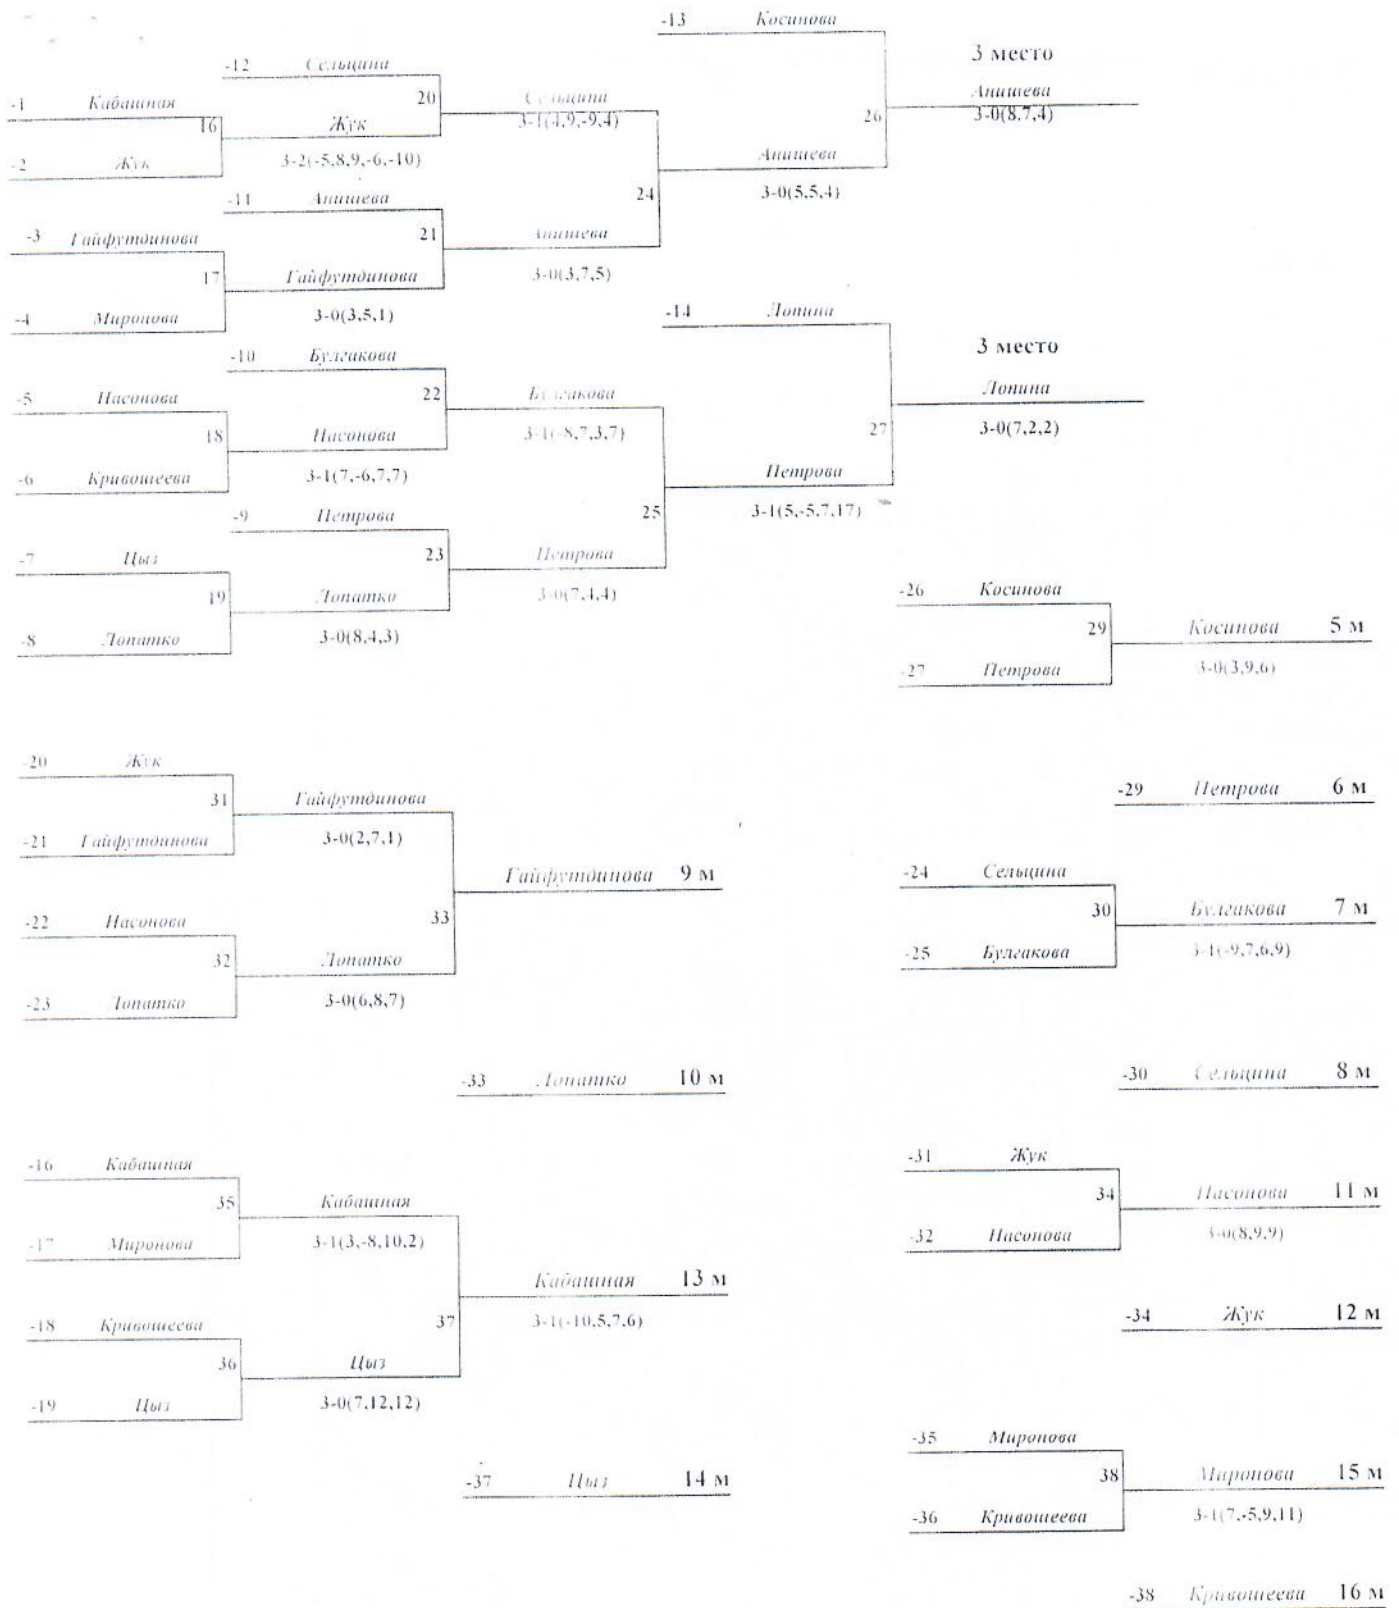 -13 Косинова
3 место
-12 Сельцина
Анишева
-1 Кабашная
20
Сельцина
3-0(8,7,4)
16
Жук
3-1(4,9,-9,4)
26
-2 Жук
3-2(-5,8,9,-6,-10)
Анишева
-11 Анишева
24
3-0(5,5,4)
-3 Гайфутдинова
21
Анишева
17
Гайфутдинова
3-0(3,7,5)
-4 Миронова
3-0(3,5,1)
-14 Лопина
3 место
-10 Булгакова
-5 Насонова
22
Булгакова
Лопина
18
Насонова
3-1(-8,7,3,7)
27
3-0(7,2,2)
-6 Кривошеева
3-1(7,-6,7,7)
Петрова
-9 Петрова
25
3-1(5,-5,7,17)
-7 Цыз
23
Петрова
19
Лопатко
3-0(7,4,4)
-26 Косинова
-8 Лопатко
3-0(8,4,3)
29
Косинова 5 м
-27 Петрова
3-0(3,9,6)
-20 Жук
-29 Петрова 6 м
31
Гайфутдинова
-21 Гайфутдинова
3-0(2,7,1)
Гайфутдинова 9 м
-24 Сельцина
-22 Насонова
33
30
Булгакова 7 м
32
Лопатко
-25 Булгакова
3-1(-9,7,6,9)
-23 Лопатко
3-0(6,8,7)
-33 Лопатко 10 м
-30 Сельцина 8 м
-16 Кабашная
-31 Жук
35
Кабашная
34
Насонова 11 м
-17 Миронова
3-1(3,-8,10,2)
-32 Насонова
3-0(8,9,9)
Кабашная 13 м
-18 Кривошеева
37
3-1(-10,5,7,6)
-34 Жук 12 м
36
Цыз
-19 Цыз
3-0(7,12,12)
-35 Миронова
-37 Цыз 14 м
38
Миронова 15 м
-36 Кривошеева
3-1(7,-5,9,11)
-38 Кривошеева 16 м